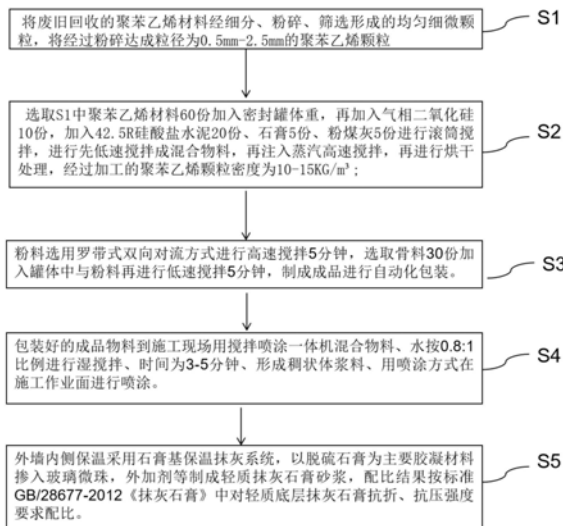 将废旧回收的聚苯乙烯材料经细分、粉碎、筛选形成的均匀细微颗
粒，将经过粉碎达成粒径为0.5mm-2.5mm的聚苯乙烯颗粒
S1
选取S1中聚苯乙烯材料60份加入密封罐体重，再加入气相二氧化硅
10份，加入42.5R硅酸盐水泥20份、石膏5份、粉煤灰5份进行滚筒搅
拌，进行先低速搅拌成混合物料，再注入蒸汽高速搅拌，再进行烘干
处理，经过加工的聚苯乙烯颗粒密度为10-15KG/m³；
S2
粉料选用罗带式双向对流方式进行高速搅拌5分钟，选取骨料30份加
入罐体中与粉料再进行低速搅拌5分钟，制成成品进行自动化包装。
S3
包装好的成品物料到施工现场用搅拌喷涂一体机混合物料、水按0.8:1
比例进行湿搅拌、时间为3-5分钟、形成稠状体浆料、用喷涂方式在
施工作业面进行喷涂。
S4
外墙内侧保温采用石膏基保温抹灰系统，以脱硫石膏为主要胶凝材料
掺入玻璃微珠，外加剂等制成轻质抹灰石膏砂浆，配比结果按标准
GB/28677-2012《抹灰石膏》中对轻质底层抹灰石膏抗折、抗压强度
要求配比。
S5